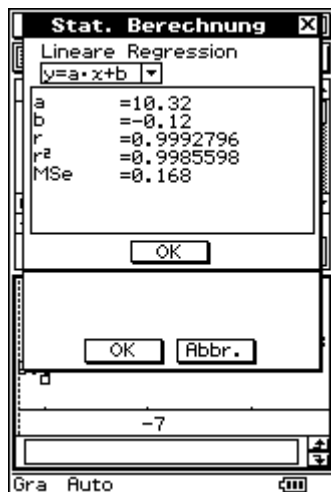 Stat. Berechnung X
Lineare Regression
y=a·x+b
a =10.32
b =-0.12
r =0.9992796
r² =0.9985598
MSe =0.168
OK
OK Abbr.
-7
Gra Auto